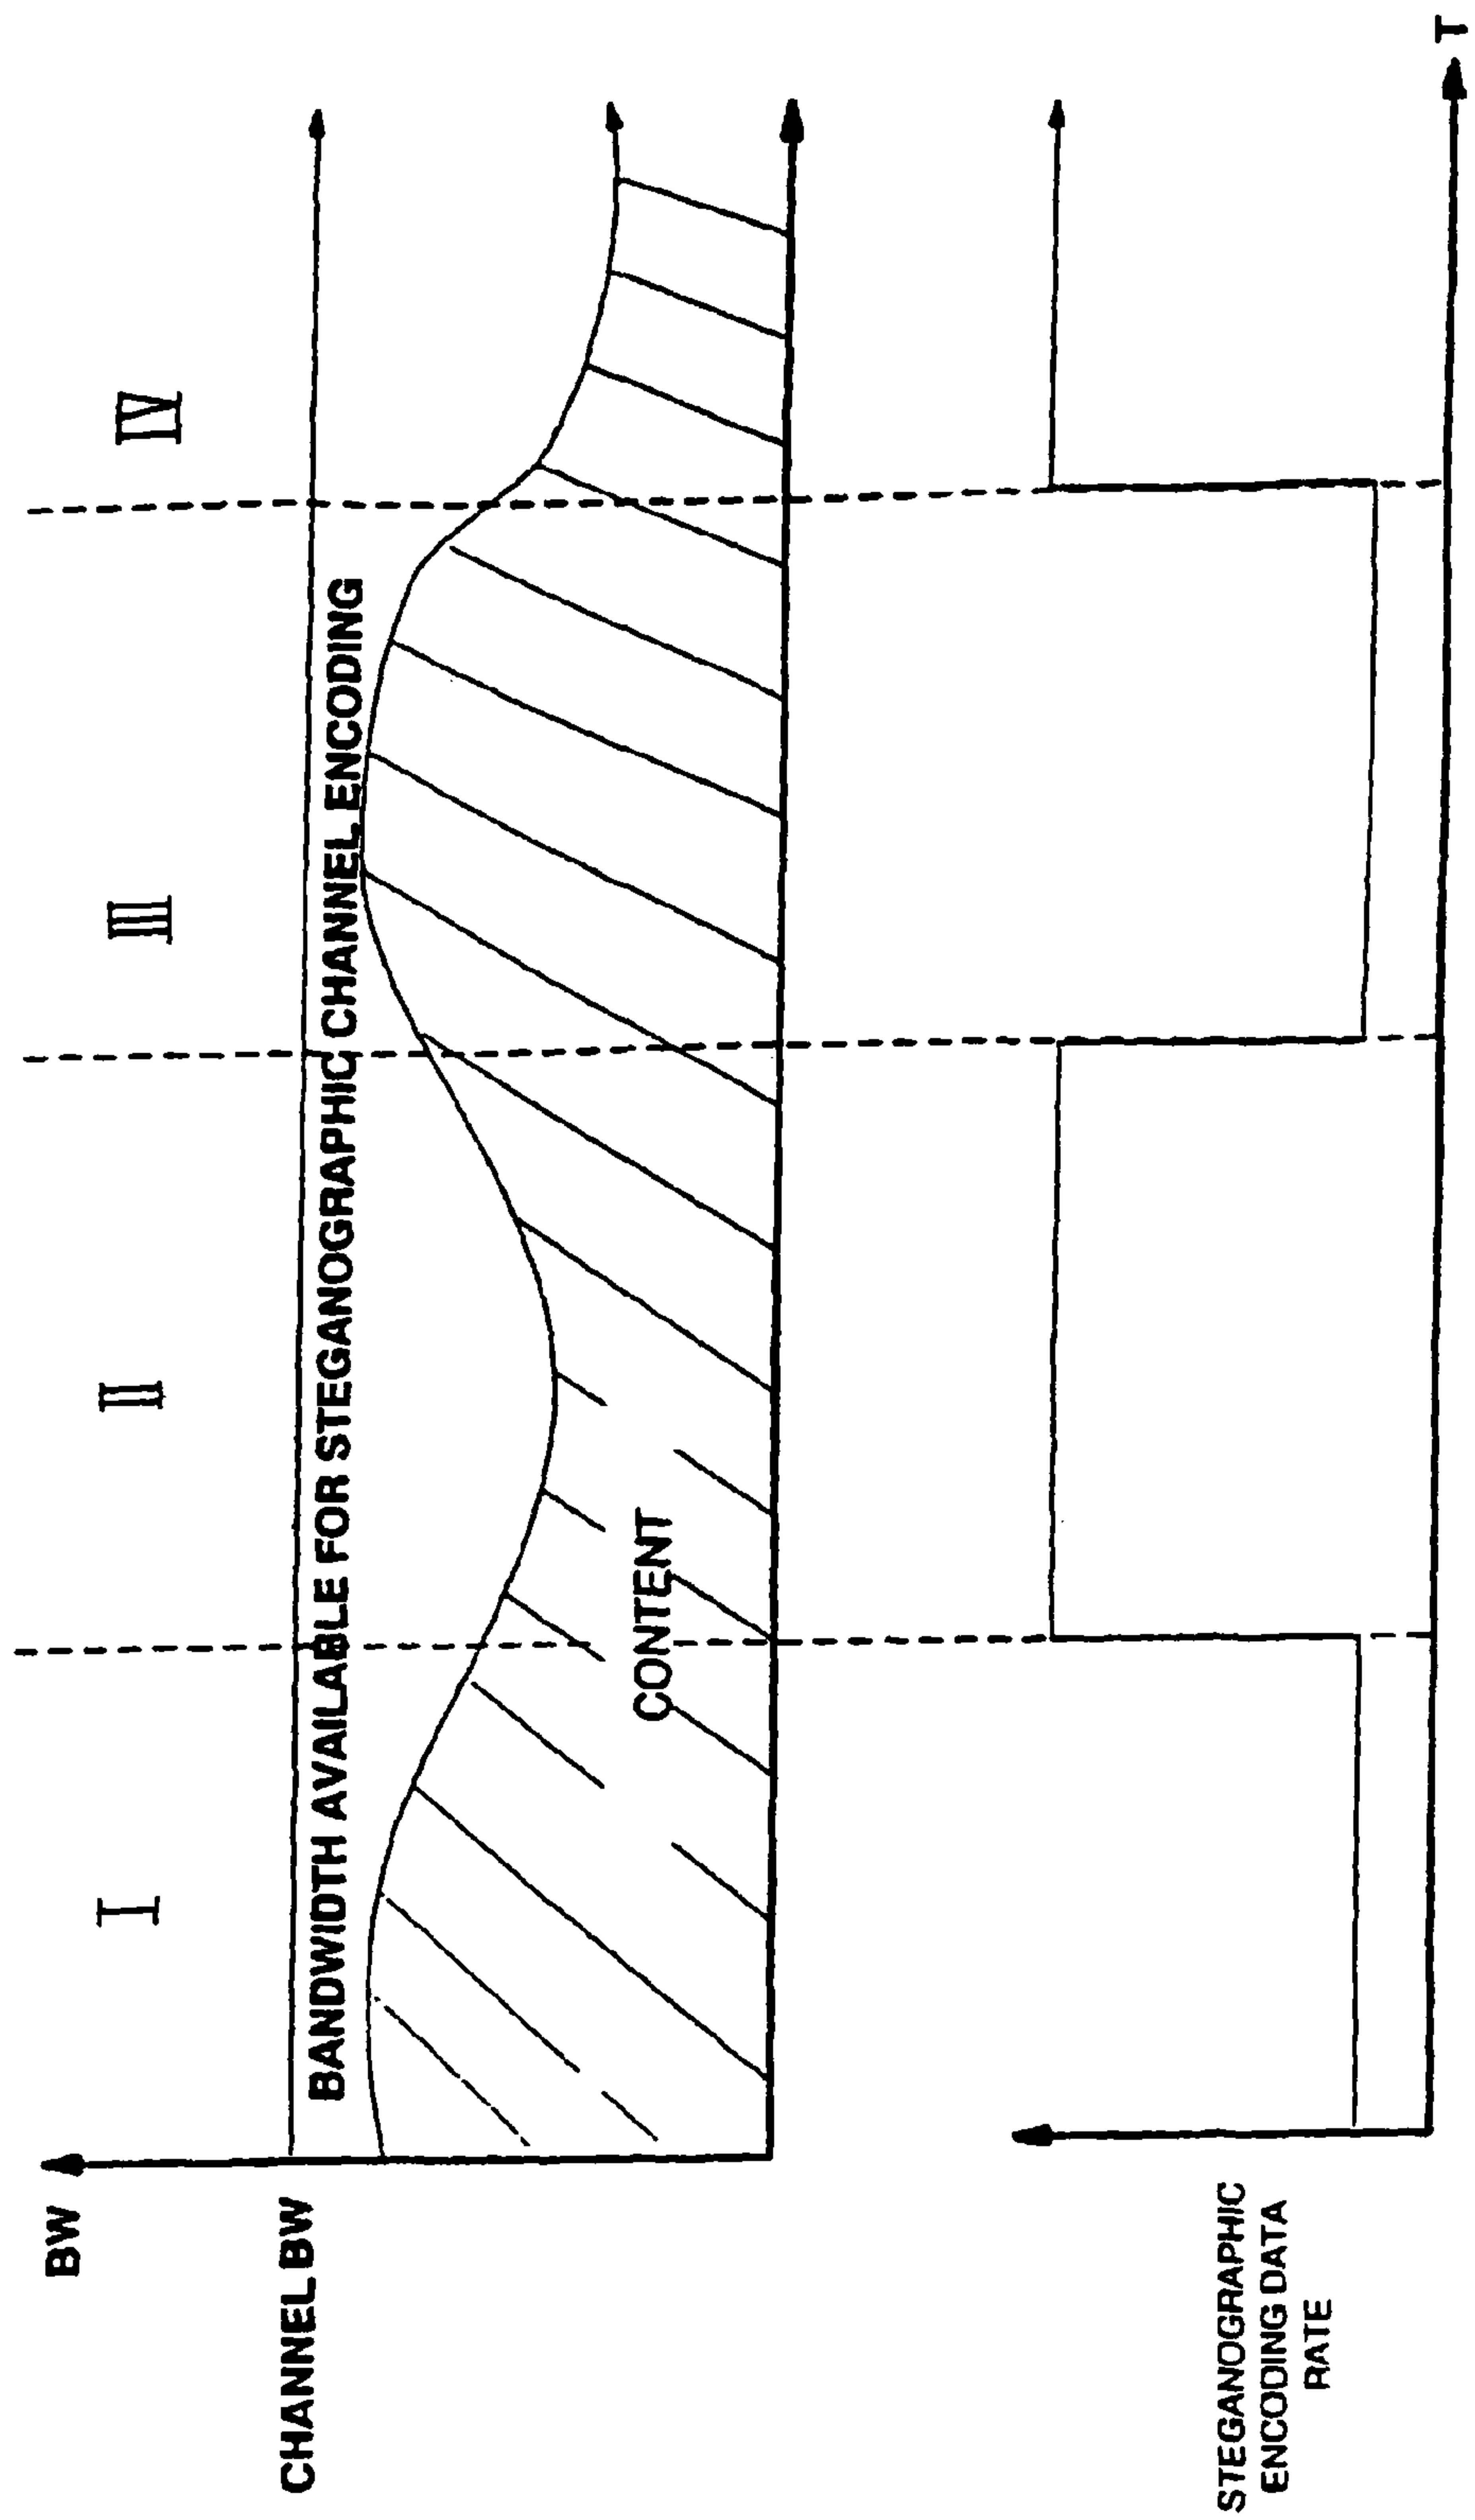 BW
I
II
III
IV
CHANNEL BW
BANDWIDTH AVAILABLE FOR STEGANOGRAPHIC CHANNEL ENCODING
CONTENT
STEGANOGRAPHIC
ENCODING DATA
RATE
T